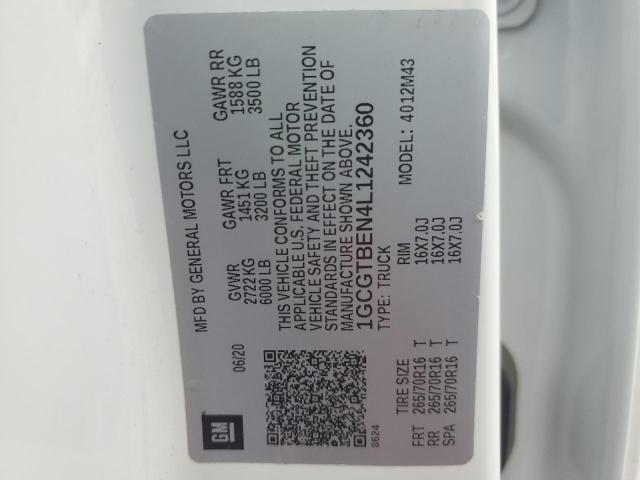 MFD BY GENERAL MOTORS LLC
06/20
GVWR GAWR FRT GAWR RR
2722 KG 1451 KG 1588 KG
6000 LB 3200 LB 3500 LB
THIS VEHICLE CONFORMS TO ALL
APPLICABLE U.S. FEDERAL MOTOR
VEHICLE SAFETY AND THEFT PREVENTION
STANDARDS IN EFFECT ON THE DATE OF
MANUFACTURE SHOWN ABOVE.
1GCGTBEN4L1242360
TYPE: TRUCK MODEL: 4012M43
GM
8624
TIRE SIZE RIM
FRT 265/70R16 T 16X7.0J
RR 265/70R16 T 16X7.0J
SPA 265/70R16 T 16X7.0J